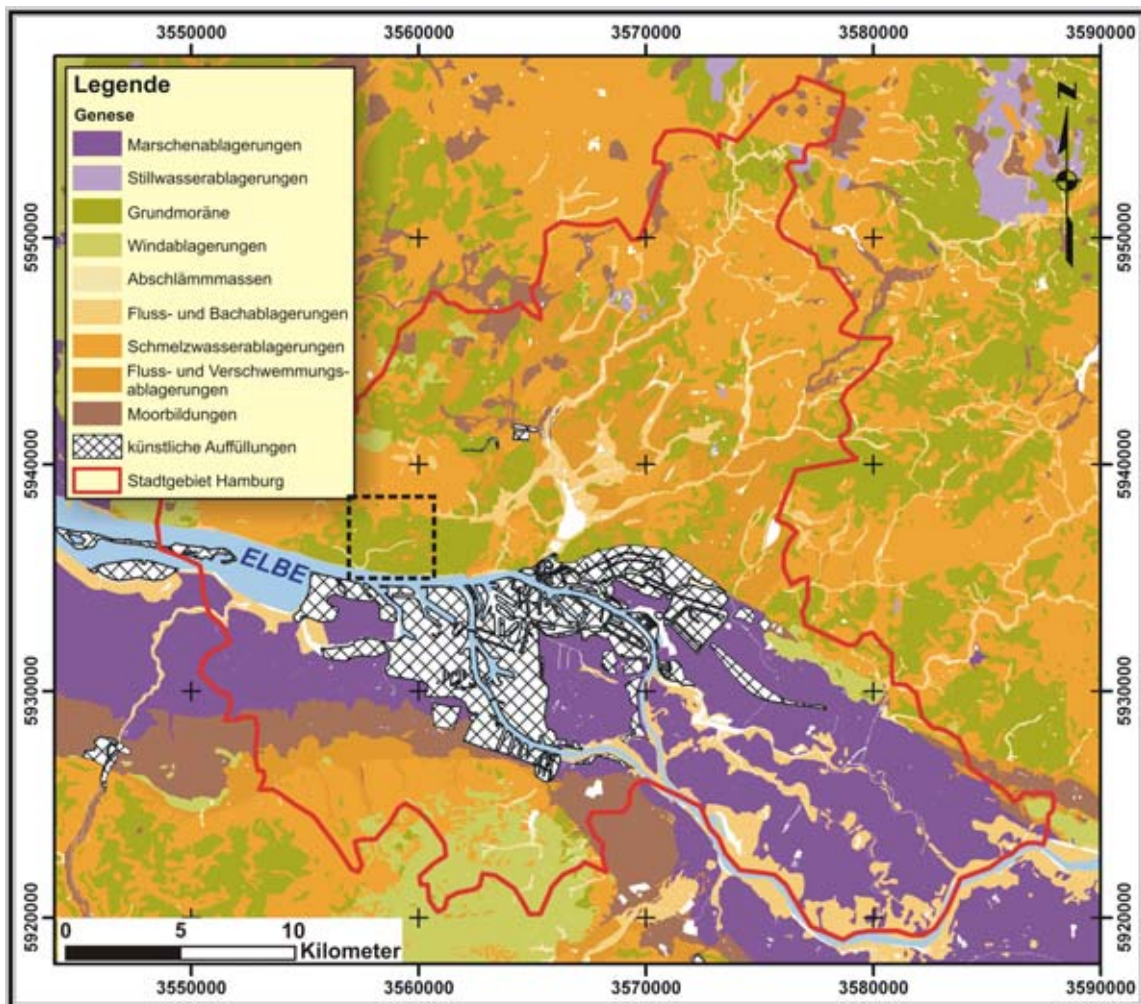 3550000 3560000 3570000 3580000 3590000
Legende
Genese
Marschenablagerungen
Stillwasserablagerungen
Grundmoräne
Windablagerungen
Abschlämmmassen
Fluss- und Bachablagerungen
Schmelzwasserablagerungen
Fluss- und Verschwemmungs-
ablagerungen
Moorbildungen
künstliche Auffüllungen
Stadtgebiet Hamburg
N
5950000
5950000
5940000
5940000
ELBE
5930000
5930000
5920000
5920000
0 5 10
Kilometer
3550000 3560000 3570000 3580000 3590000